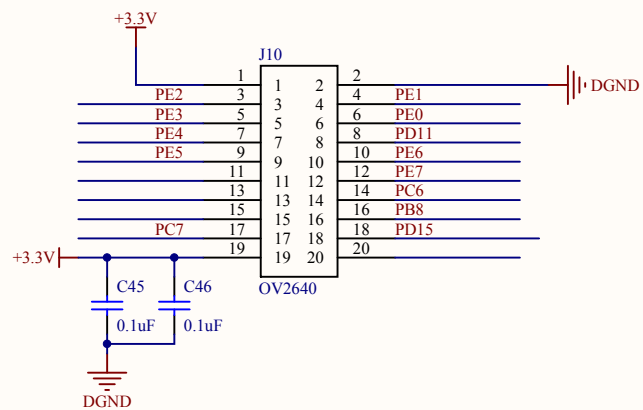 +3.3V
J10
1 1 2 2 DGND
PE2 3 3 4 4 PE1
PE3 5 5 6 6 PE0
PE4 7 7 8 8 PD11
PE5 9 9 10 10 PE6
11 11 12 12 PE7
13 13 14 14 PC6
15 15 16 16 PB8
PC7 17 17 18 18 PD15
+3.3V 19 19 20 20
C45 C46 OV2640
0.1uF 0.1uF
DGND